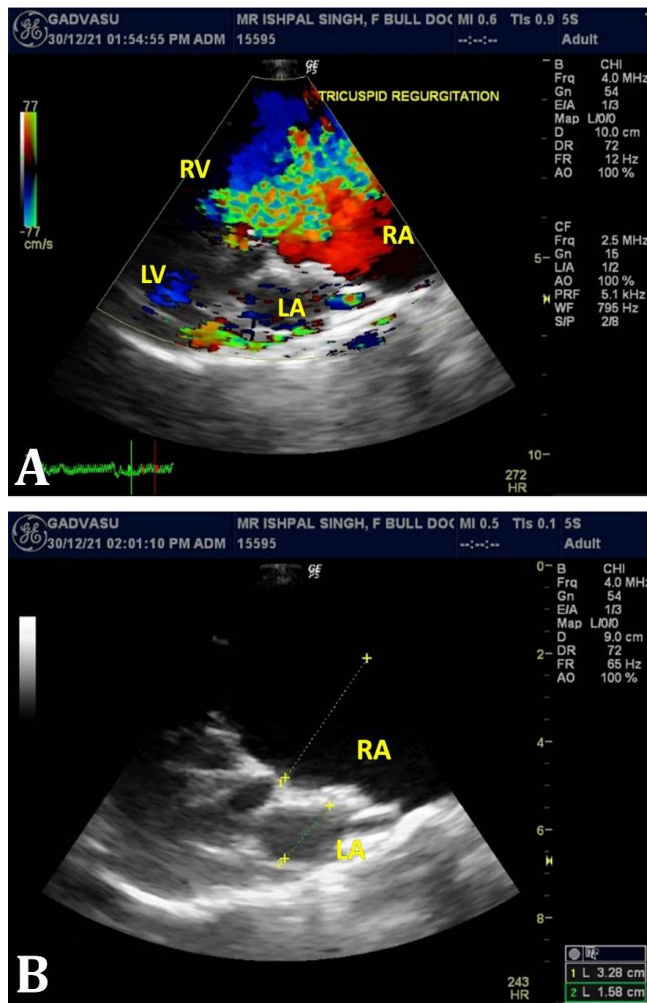 GADVASU
MR ISHPAL SINGH, F BULL DO
MI 0.6 TIs 0.9 5S
30/12/21 01:54:55 PM ADM
15595
--:--:--
Adult
TRICUSPID REGURGITATION
77
-77
cm/s
RV
RA
LV
LA
5
10
B CHI
Frq 4.0 MHz
Gn 54
E/A 1/3
Map L/0/0
D 10.0 cm
DR 72
FR 12 Hz
AO 100 %
CF
Frq 2.5 MHz
Gn 15
L/A 1/2
AO 100 %
PRF 5.1 kHz
WF 795 Hz
S/P 2/8
272
HR
A
GADVASU
MR ISHPAL SINGH, F BULL DO
MI 0.5 TIs 0.1 5S
30/12/21 02:01:10 PM ADM
15595
--:--:--
Adult
0
2
4
6
8
B CHI
Frq 4.0 MHz
Gn 54
E/A 1/3
Map L/0/0
D 9.0 cm
DR 72
FR 65 Hz
AO 100 %
RA
LA
1
2
243
HR
1 L 3.28 cm
2 L 1.58 cm
B